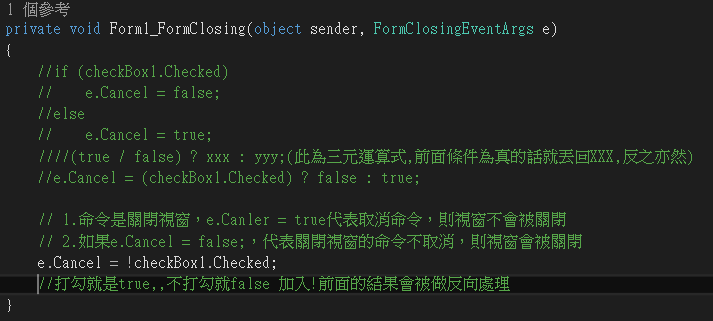 1 個參考
private void Form1_FormClosing(object sender, FormClosingEventArgs e)
{
//if (checkBox1.Checked)
//    e.Cancel = false;
//else
//    e.Cancel = true;
////(true / false) ? xxx : yyy;(此為三元運算式,前面條件為真的話就丟回XXX,反之亦然)
//e.Cancel = (checkBox1.Checked) ? false : true;
// 1.命令是關閉視窗，e.Canler = true代表取消命令，則視窗不會被關閉
// 2.如果e.Cancel = false;，代表關閉視窗的命令不取消，則視窗會被關閉
e.Cancel = !checkBox1.Checked;
//打勾就是true,,不打勾就false 加入!前面的結果會被做反向處理
}